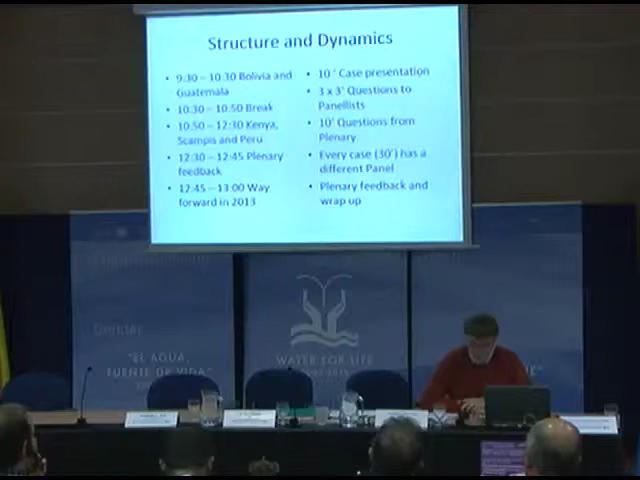 Structure and Dynamics
• 9:30 – 10:30 Bolivia and
Guatemala
• 10:30 – 10:50 Break
• 10:50 – 12:30 Kenya,
Scampis and Peru
• 12:30 – 12:45 Plenary
feedback
• 12:45 – 13:00 Way
forward in 2013
• 10 ' Case presentation
• 3 x 3' Questions to
Panellists
• 10' Questions from
Plenary
• Every case (30') has a
different Panel
• Plenary feedback and
wrap up
"EL AGUA,
FUENTE DE VIDA"
WATER FOR LIFE